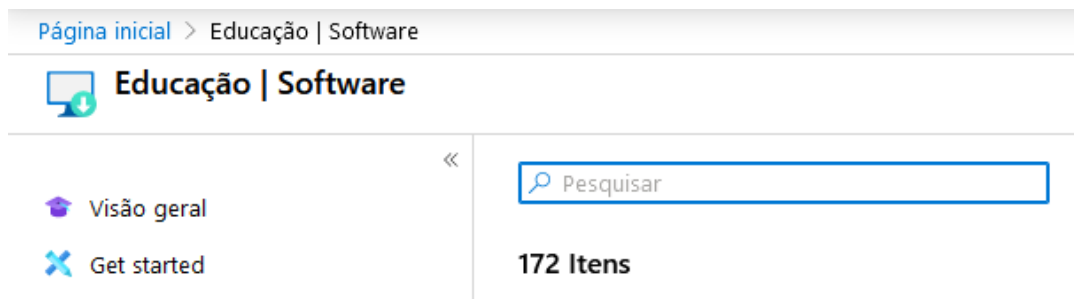 Página inicial > Educação | Software
Educação | Software
«
Pesquisar
Visão geral
Get started
172 Itens